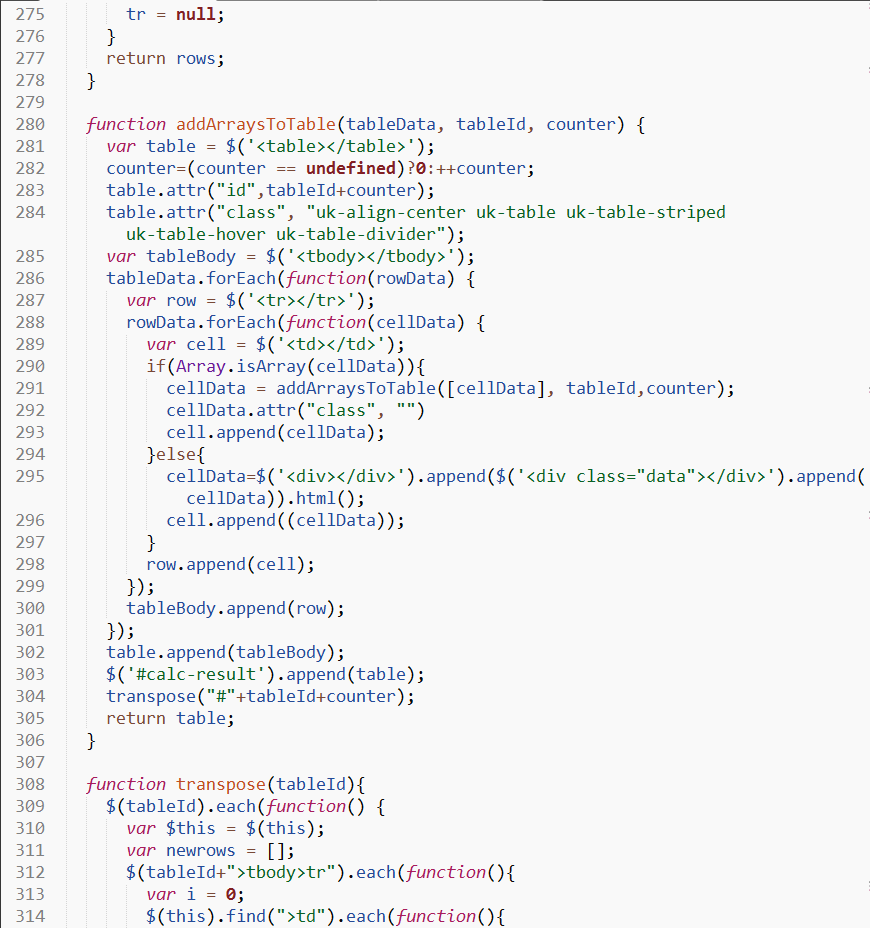 275 tr = null;
276 }
277 return rows;
278 }
279
280 function addArraysToTable(tableData, tableId, counter) {
281 var table = $('<table></table>');
282 counter=(counter == undefined)?0:++counter;
283 table.attr("id",tableId+counter);
284 table.attr("class", "uk-align-center uk-table uk-table-striped
uk-table-hover uk-table-divider");
285 var tableBody = $('<tbody></tbody>');
286 tableData.forEach(function(rowData) {
287 var row = $('<tr></tr>');
288 rowData.forEach(function(cellData) {
289 var cell = $('<td></td>');
290 if(Array.isArray(cellData)){
291 cellData = addArraysToTable([cellData], tableId,counter);
292 cellData.attr("class", "")
293 cell.append(cellData);
294 }else{
295 cellData=$('<div></div>').append($('<div class="data"></div>').append(
cellData)).html();
296 cell.append((cellData));
297 }
298 row.append(cell);
299 });
300 tableBody.append(row);
301 });
302 table.append(tableBody);
303 $('#calc-result').append(table);
304 transpose("#"+tableId+counter);
305 return table;
306 }
307
308 function transpose(tableId){
309 $(tableId).each(function() {
310 var $this = $(this);
311 var newrows = [];
312 $(tableId+">tbody>tr").each(function(){
313 var i = 0;
314 $(this).find(">td").each(function(){